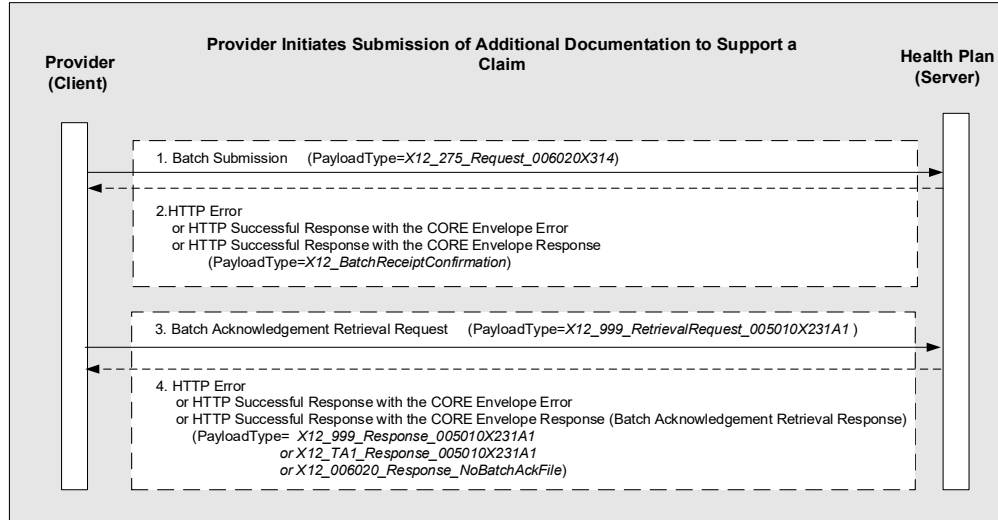 Provider Initiates Submission of Additional Documentation to Support a
Claim
Provider
(Client)
Health Plan
(Server)
1. Batch Submission (PayloadType=X12_275_Request_006020X314)
2.HTTP Error
or HTTP Successful Response with the CORE Envelope Error
or HTTP Successful Response with the CORE Envelope Response
(PayloadType=X12_BatchReceiptConfirmation)
3. Batch Acknowledgement Retrieval Request (PayloadType=X12_999_RetrievalRequest_005010X231A1 )
4. HTTP Error
or HTTP Successful Response with the CORE Envelope Error
or HTTP Successful Response with the CORE Envelope Response (Batch Acknowledgement Retrieval Response)
(PayloadType= X12_999_Response_005010X231A1
or X12_TA1_Response_005010X231A1
or X12_006020_Response_NoBatchAckFile)